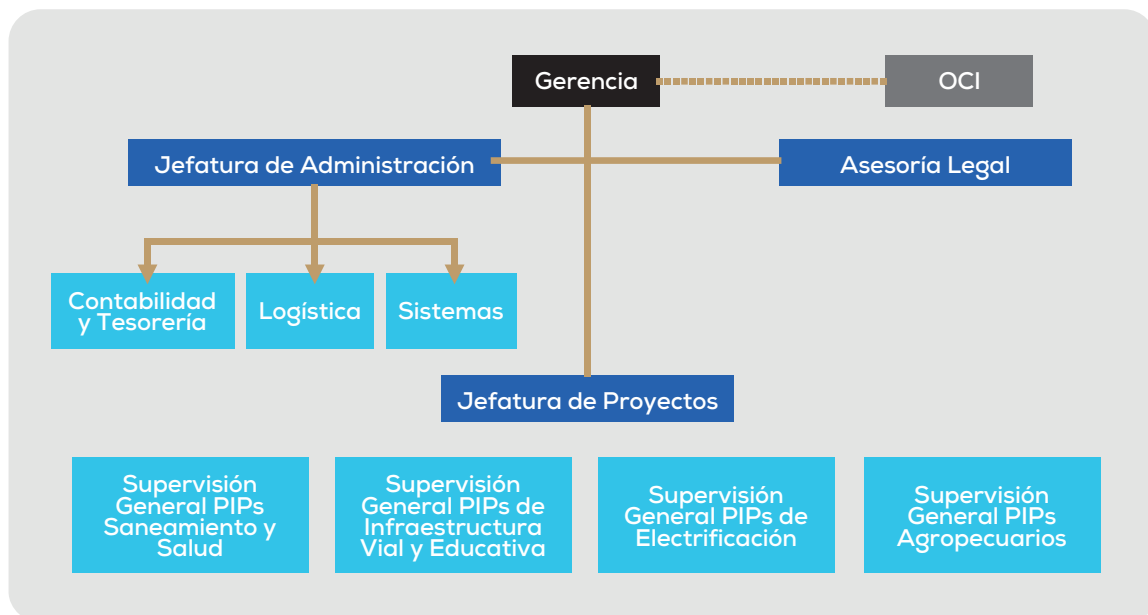 Gerencia
OCI
Jefatura de Administración
Asesoría Legal
Contabilidad
y Tesorería
Logística
Sistemas
Jefatura de Proyectos
Supervisión
General PIPs
Saneamiento y
Salud
Supervisión
General PIPs de
Infraestructura
Vial y Educativa
Supervisión
General PIPs de
Electrificación
Supervisión
General PIPs
Agropecuarios